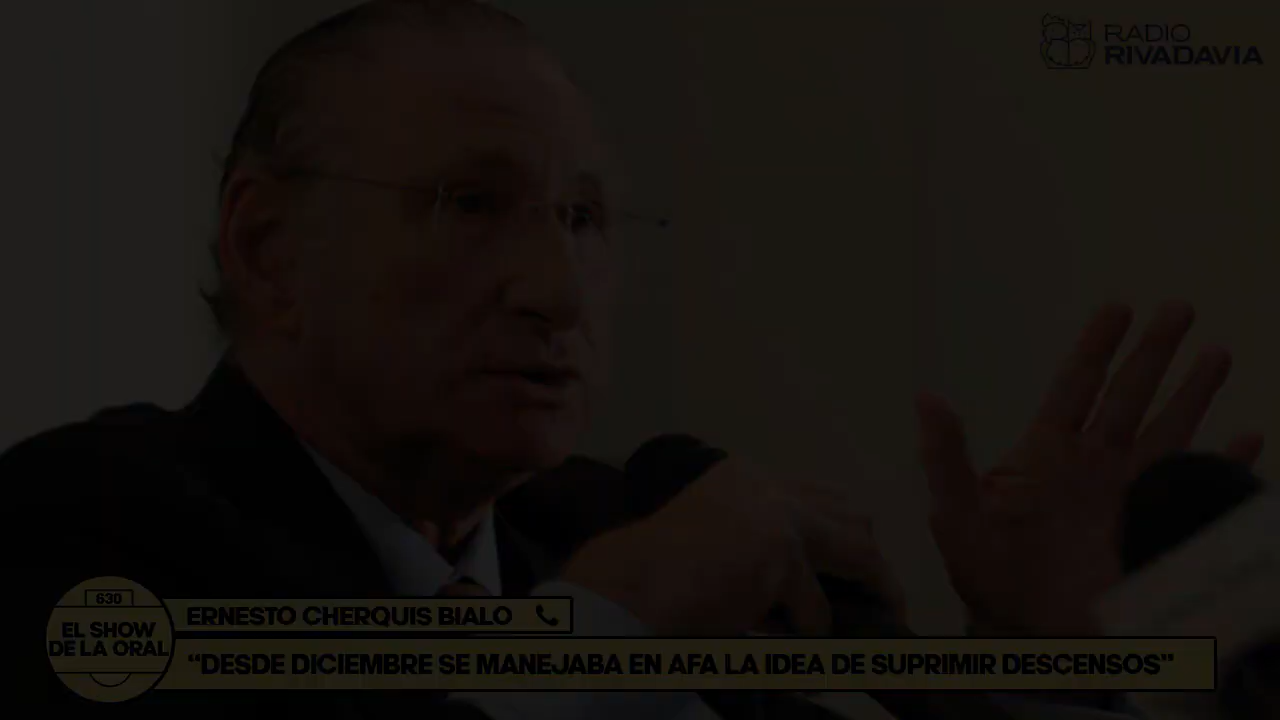 RADIO
RIVADAVIA
630
EL SHOW
DE LA ORAL
ERNESTO CHERQUIS BIALO
“DESDE DICIEMBRE SE MANEJABA EN AFA LA IDEA DE SUPRIMIR DESCENSOS"